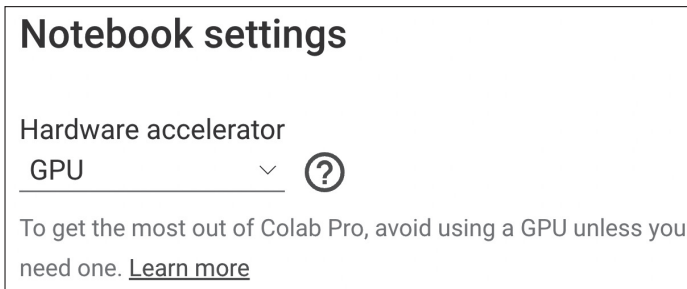 Notebook settings
Hardware accelerator
GPU
To get the most out of Colab Pro, avoid using a GPU unless you
need one. Learn more